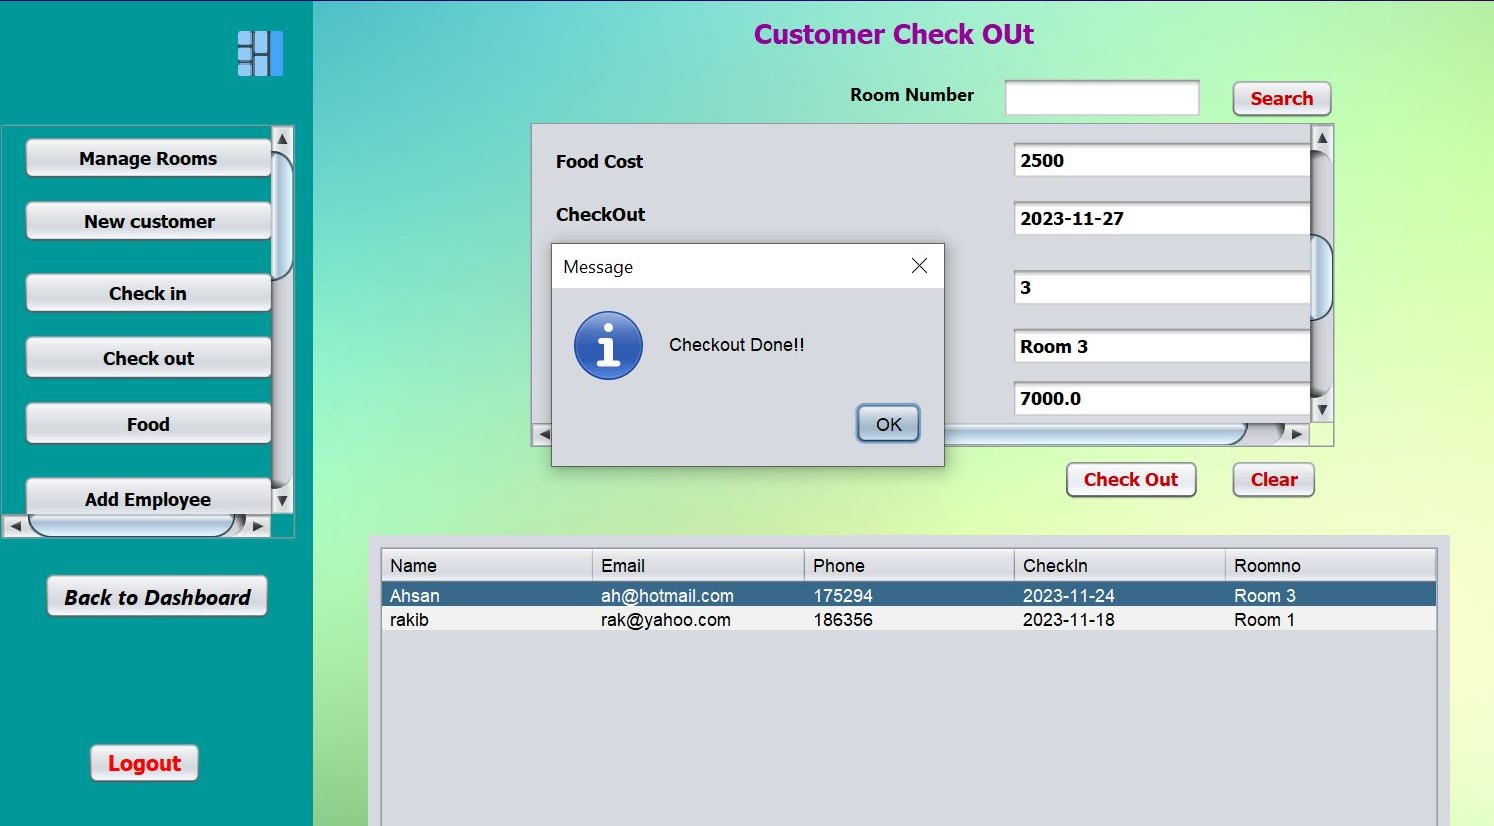 Customer Check OUt
Room Number
Search
Manage Rooms
New customer
Check in
Check out
Food
Add Employee
Back to Dashboard
Logout
Food Cost 2500
CheckOut 2023-11-27
3
Room 3
7000.0
Message
Checkout Done!!
OK
Check Out Clear
Name Email Phone CheckIn Roomno
Ahsan ah@hotmail.com 175294 2023-11-24 Room 3
rakib rak@yahoo.com 186356 2023-11-18 Room 1